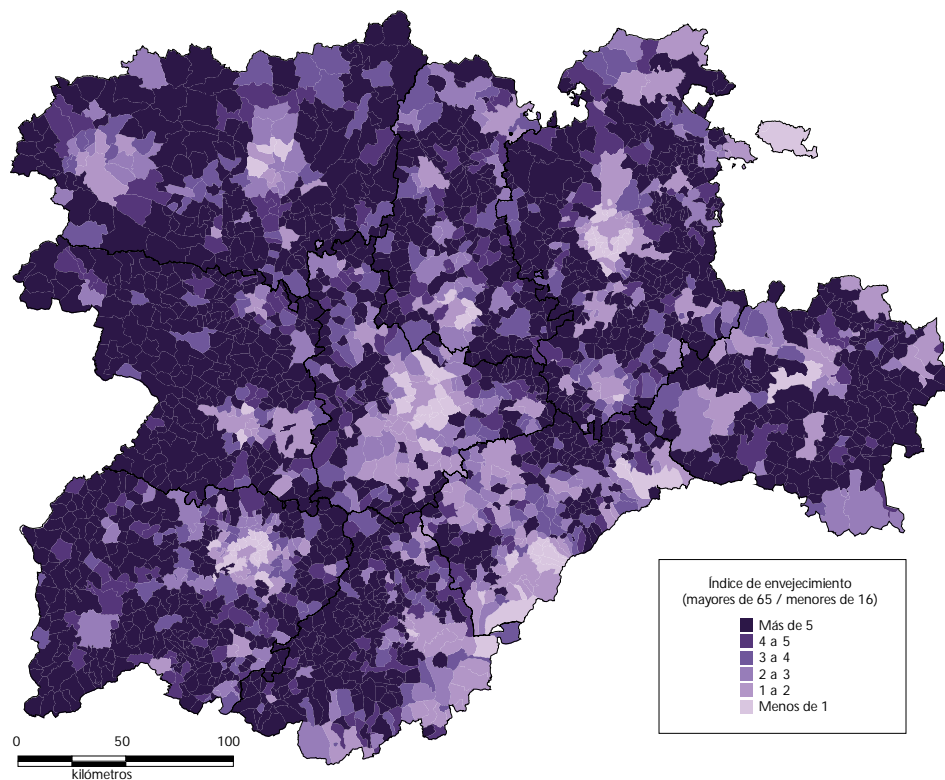 Índice de envejecimiento
(mayores de 65 / menores de 16)
Más de 5
4 a 5
3 a 4
2 a 3
1 a 2
Menos de 1
0 50 100
kilómetros